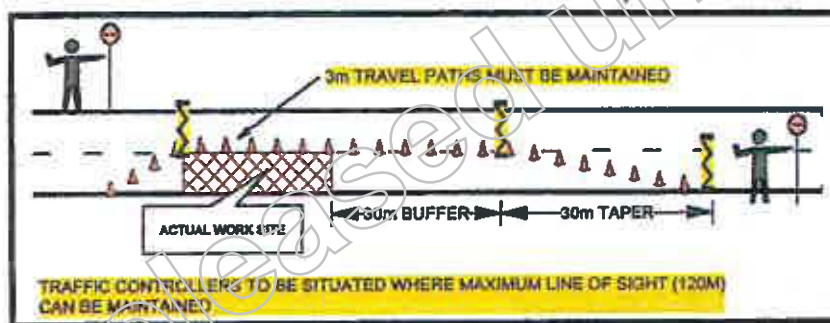 3m TRAVEL PATHS MUST BE MAINTAINED
ACTUAL WORK SITE
30m BUFFER
30m TAPER
TRAFFIC CONTROLLERS TO BE SITUATED WHERE MAXIMUM LINE OF SIGHT (120M)
CAN BE MAINTAINED